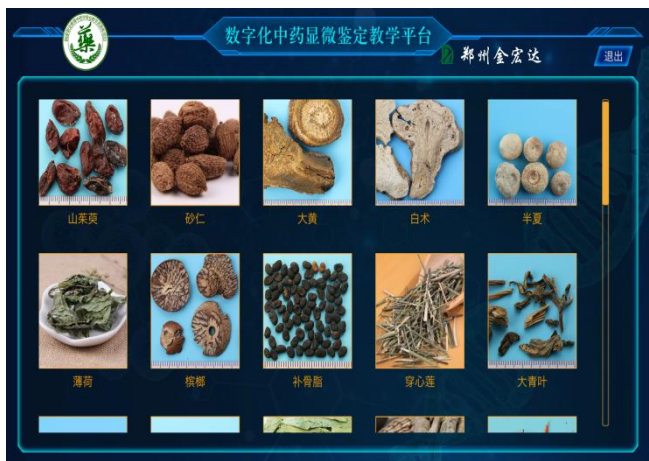 藥
数字化中药显微鉴定教学平台
郑州金宏达
退出
山茱萸
砂仁
大黄
白术
半夏
薄荷
槟榔
补骨脂
穿心莲
大青叶